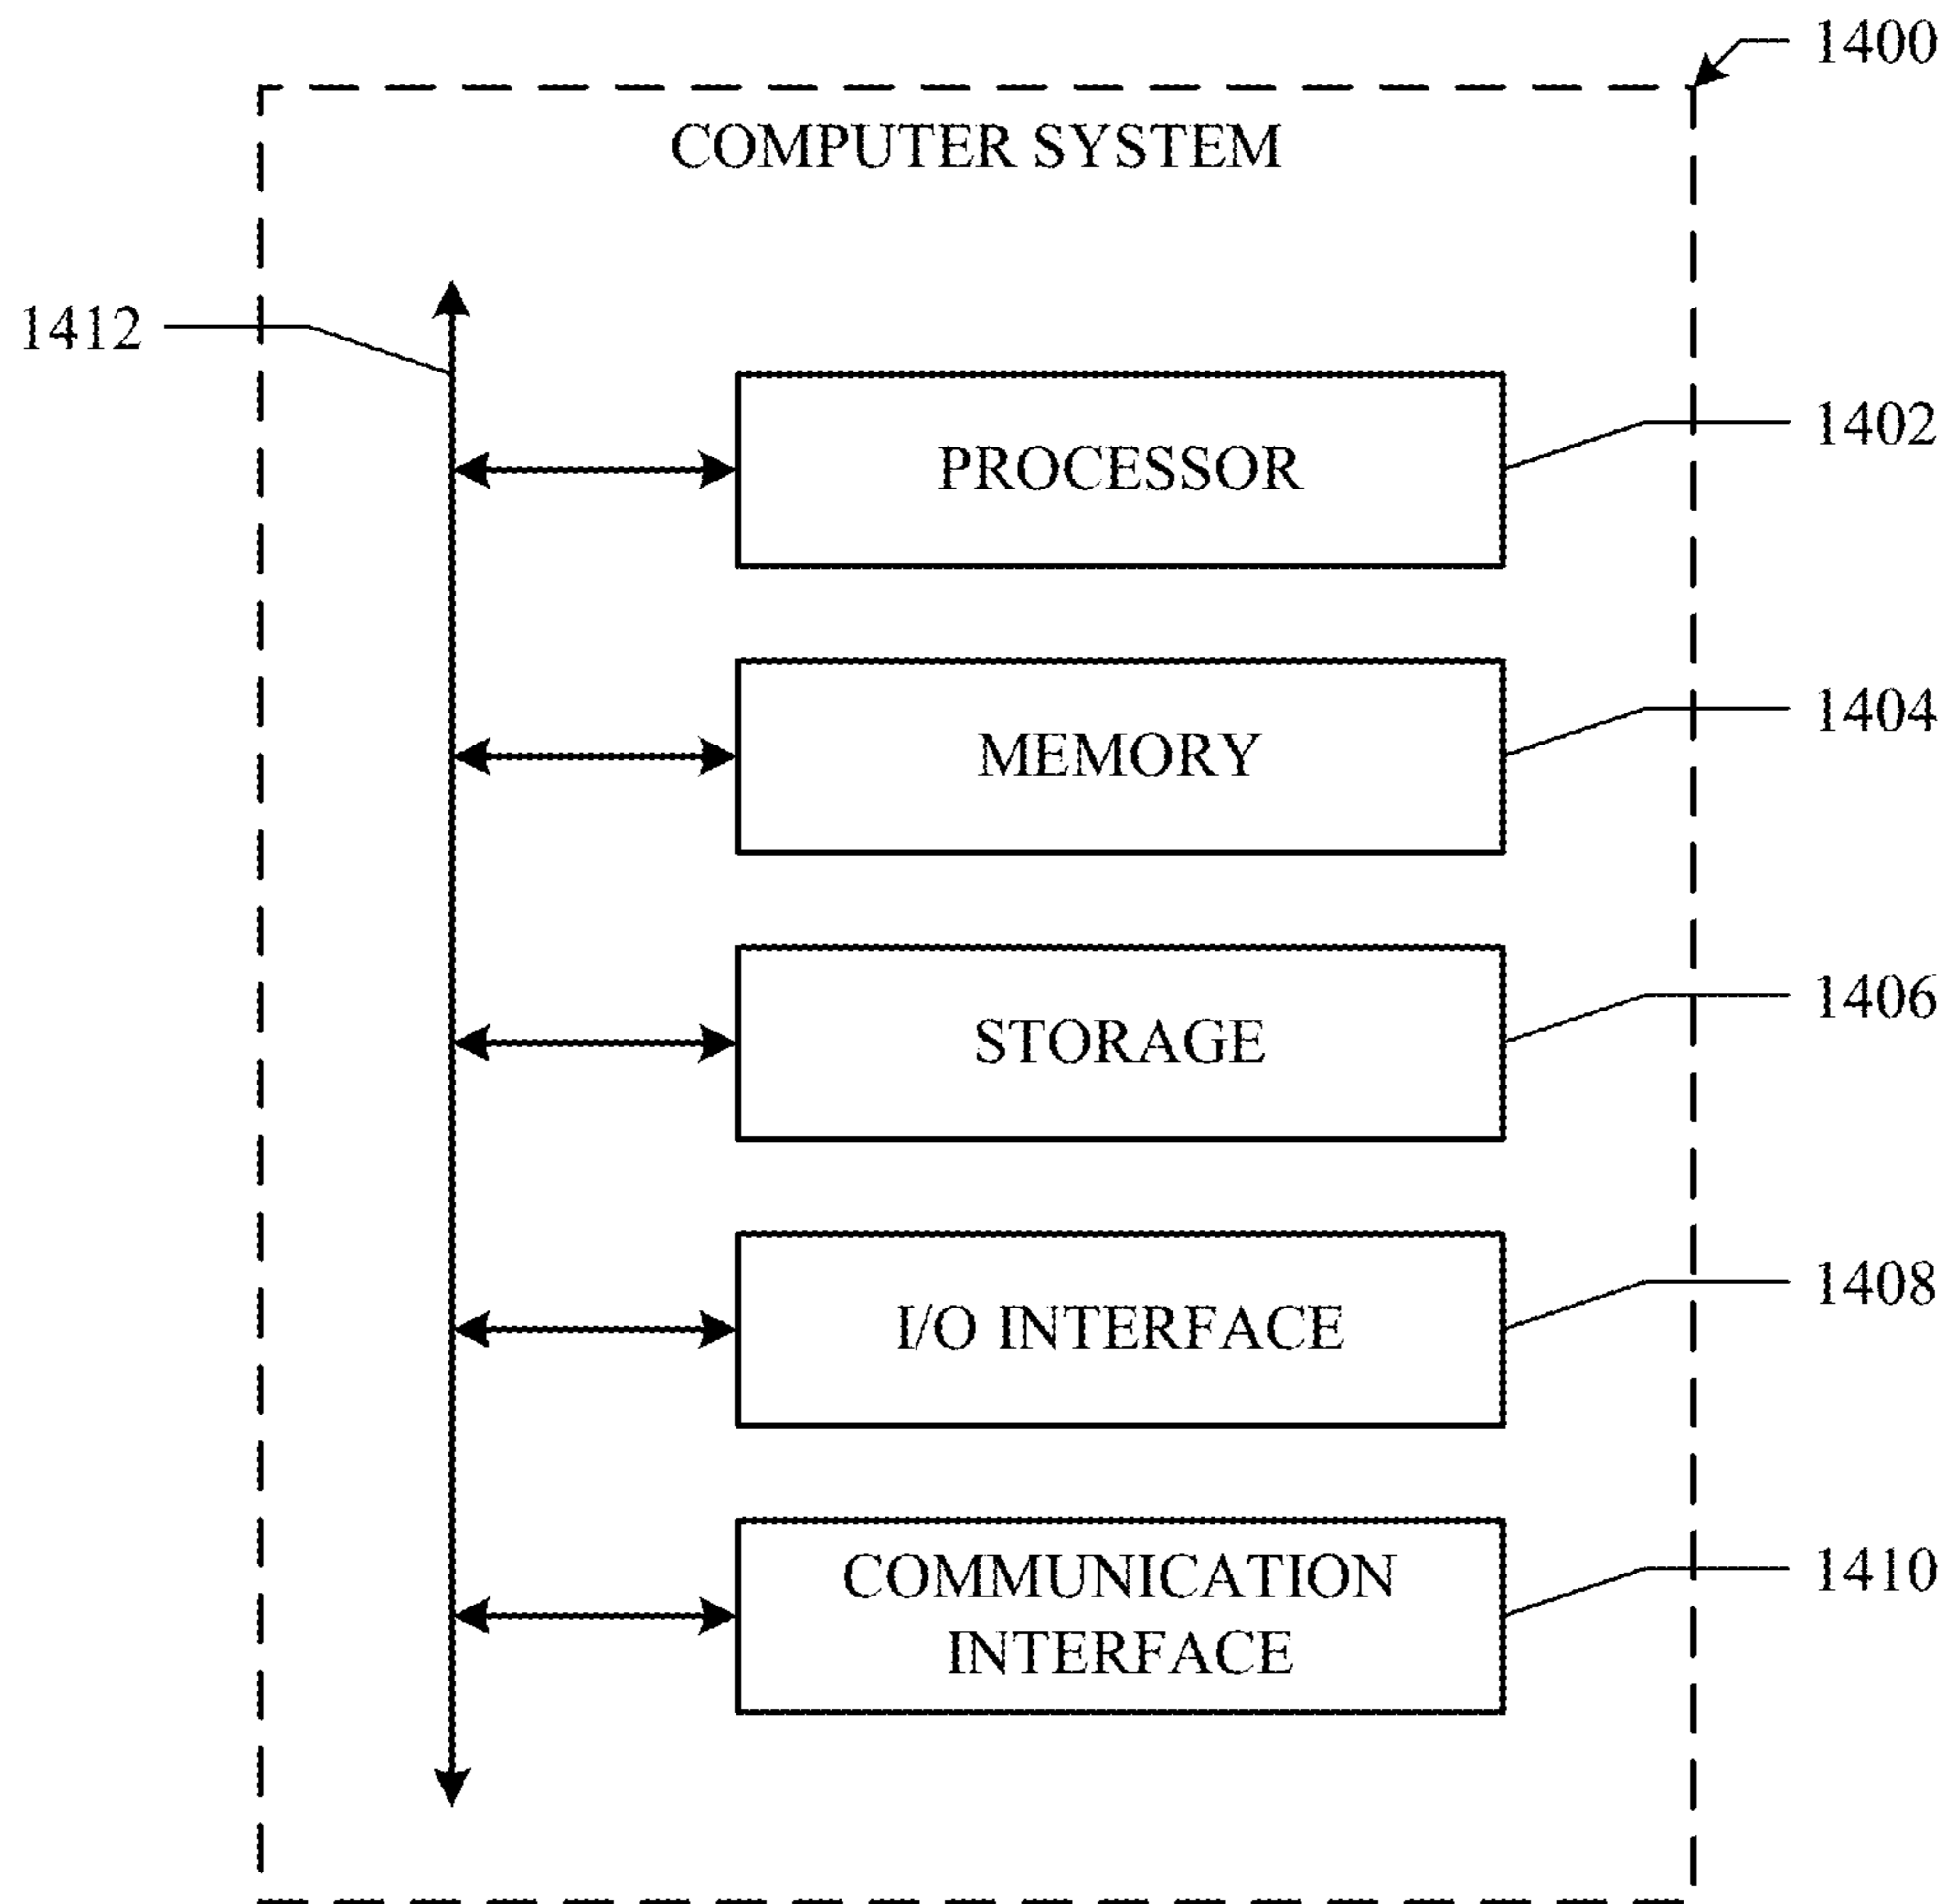 1400
COMPUTER SYSTEM
1412
1402
PROCESSOR
1404
MEMORY
1406
STORAGE
1408
I/O INTERFACE
1410
COMMUNICATION
INTERFACE